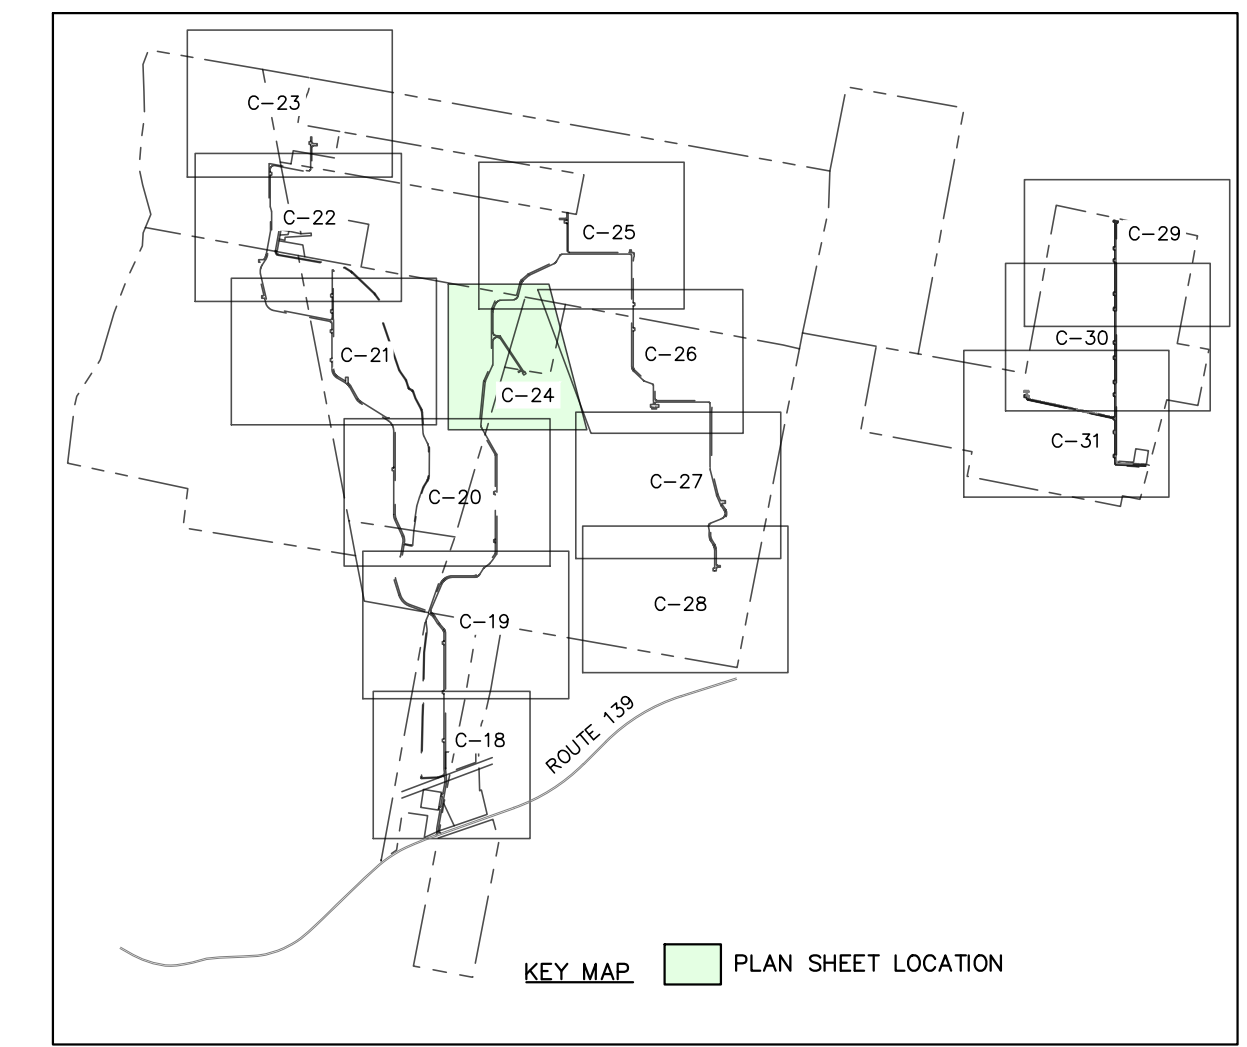 C-23
C-22
C-25
C-29
C-30
C-21
C-26
C-24
C-31
C-27
C-20
C-28
C-19
C-18
ROUTE 139
KEY MAP
PLAN SHEET LOCATION